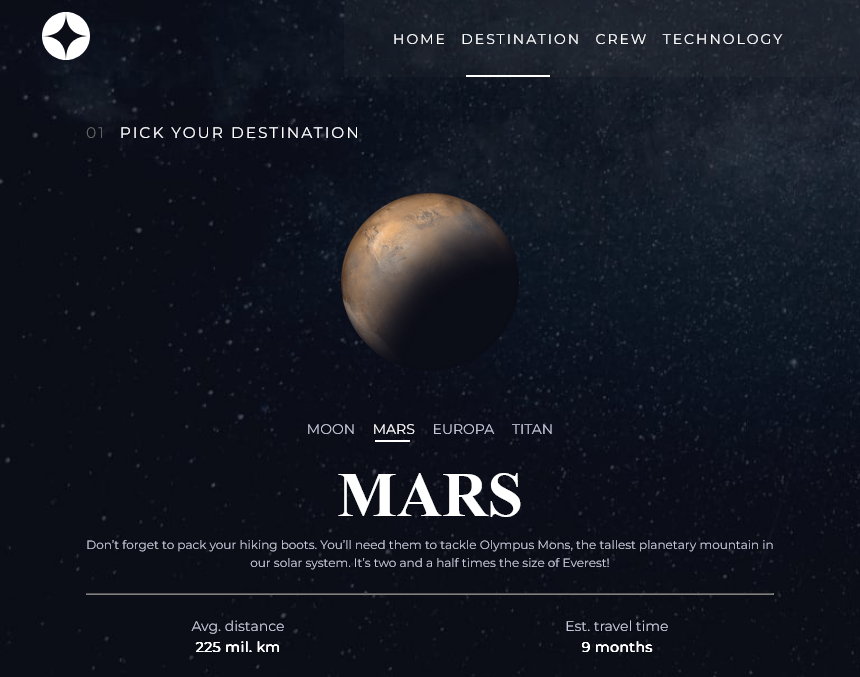 HOME DESTINATION CREW TECHNOLOGY
01 PICK YOUR DESTINATION
MOON MARS EUROPA TITAN
MARS
Don’t forget to pack your hiking boots. You’ll need them to tackle Olympus Mons, the tallest planetary mountain in
our solar system. It’s two and a half times the size of Everest!
Avg. distance Est. travel time
225 mil. km 9 months